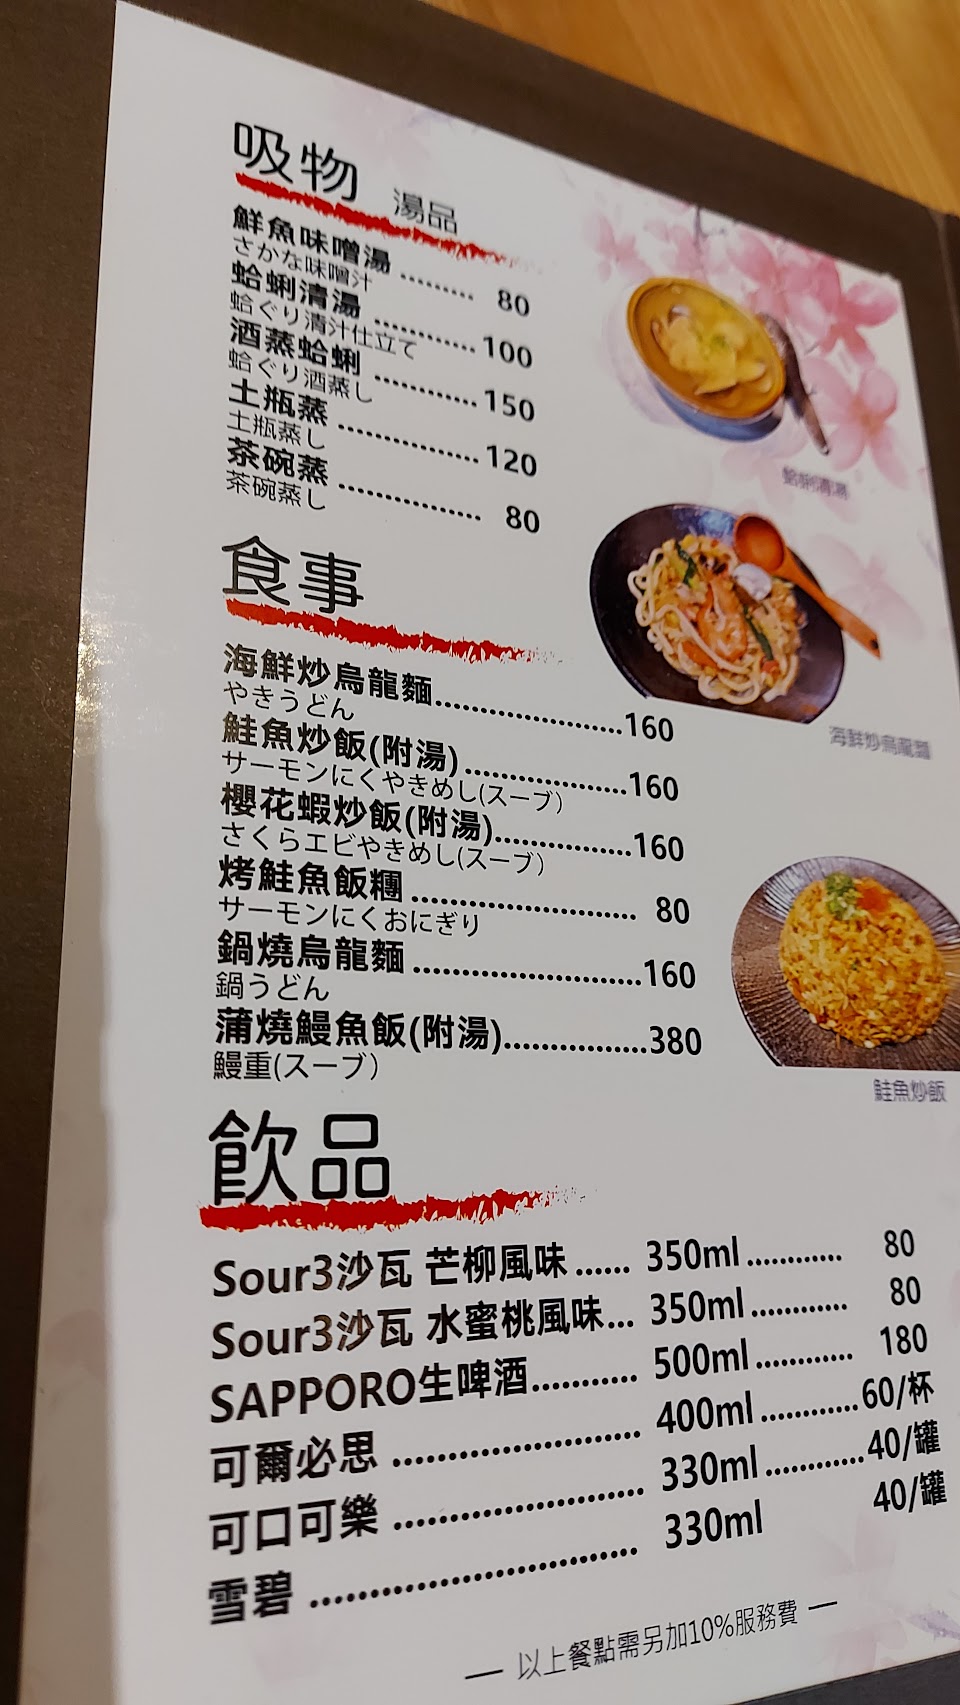 吸物 湯品
鮮魚味噌湯 ......... 80
さかな味噌汁
蛤蜊清湯 ............ 100
蛤ぐり清汁仕立て
酒蒸蛤蜊 ............ 150
蛤ぐり酒蒸し
土瓶蒸 ................ 120
土瓶蒸し
茶碗蒸 ................ 80
茶碗蒸し
蛤蜊清湯
食事
海鮮炒烏龍麵.....................160
やきうどん
海鮮炒烏龍麵
鮭魚炒飯(附湯) ..................160
サーモンにくやきめし(スープ)
櫻花蝦炒飯(附湯)................160
さくらエビやきめし(スープ)
烤鮭魚飯糰 ......................... 80
サーモンにくおにぎり
鍋燒烏龍麵 .........................160
鍋うどん
蒲燒鰻魚飯(附湯)................380
鰻重(スープ)
鮭魚炒飯
飲品
Sour3沙瓦 芒柳風味 ...... 350ml ............ 80
Sour3沙瓦 水蜜桃風味... 350ml ............ 80
SAPPORO生啤酒........... 500ml ............ 180
可爾必思 ......................... 400ml ............60/杯
可口可樂 ......................... 330ml ............40/罐
雪碧 ................................. 330ml 40/罐
— 以上餐點需另加10%服務費 —